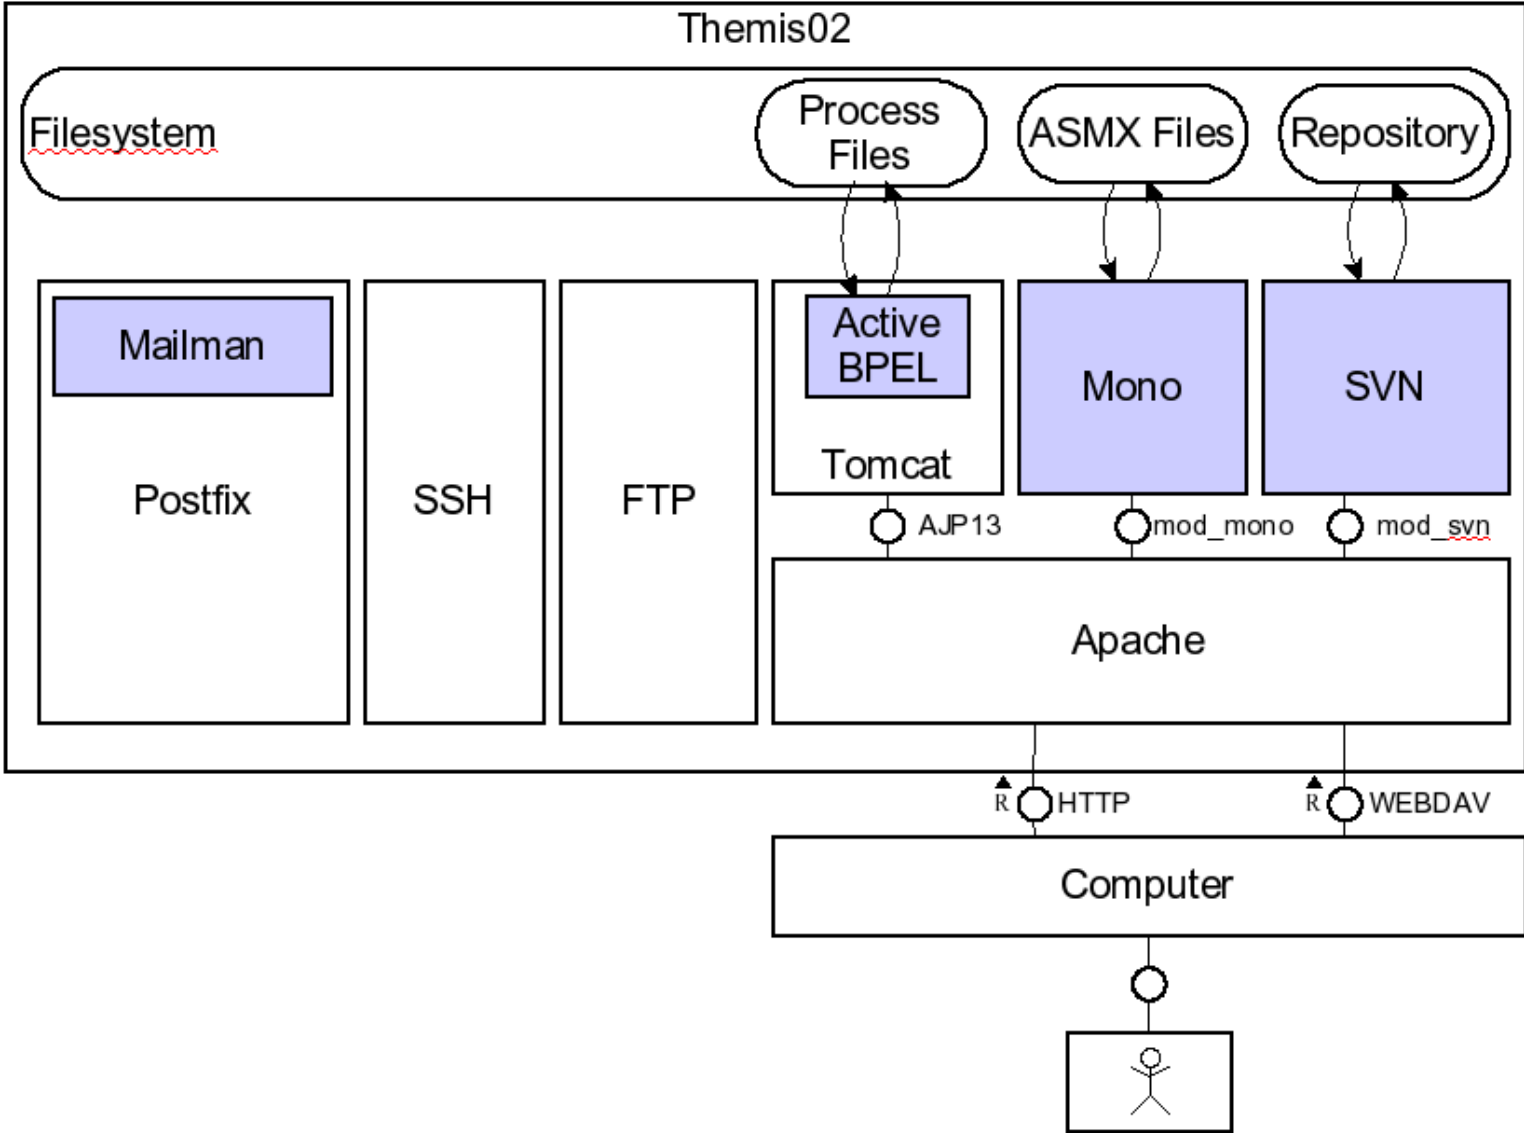 Themis02
Filesystem
Process
Files
ASMX Files
Repository
Mailman
Postfix
SSH
FTP
Active
BPEL
Tomcat
Mono
SVN
AJP13
mod_mono
mod_svn
Apache
R
HTTP
R
WEBDAV
Computer